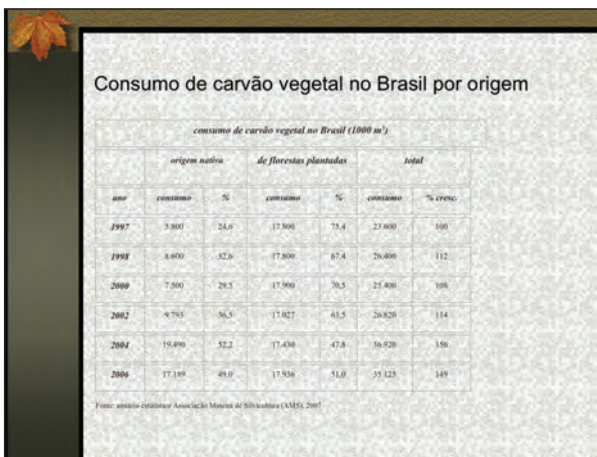 Consumo de carvão vegetal no Brasil por origem
consumo de carvão vegetal no Brasil (1000 m³)
origem nativa de florestas plantadas total
ano consumo % consumo % consumo % cresc.
1997 5.800 24,6 17.800 75,4 23.600 100
1998 8.600 32,6 17.800 67,4 26.400 112
2000 7.500 29,5 17.900 70,5 25.400 108
2002 9.793 36,5 17.027 63,5 26.820 114
2004 19.490 52,2 17.430 47,8 36.920 156
2006 17.189 49,0 17.936 51,0 35.125 149
Fonte: anuário estatístico Associação Mineira de Silvicultura (AMS), 2007